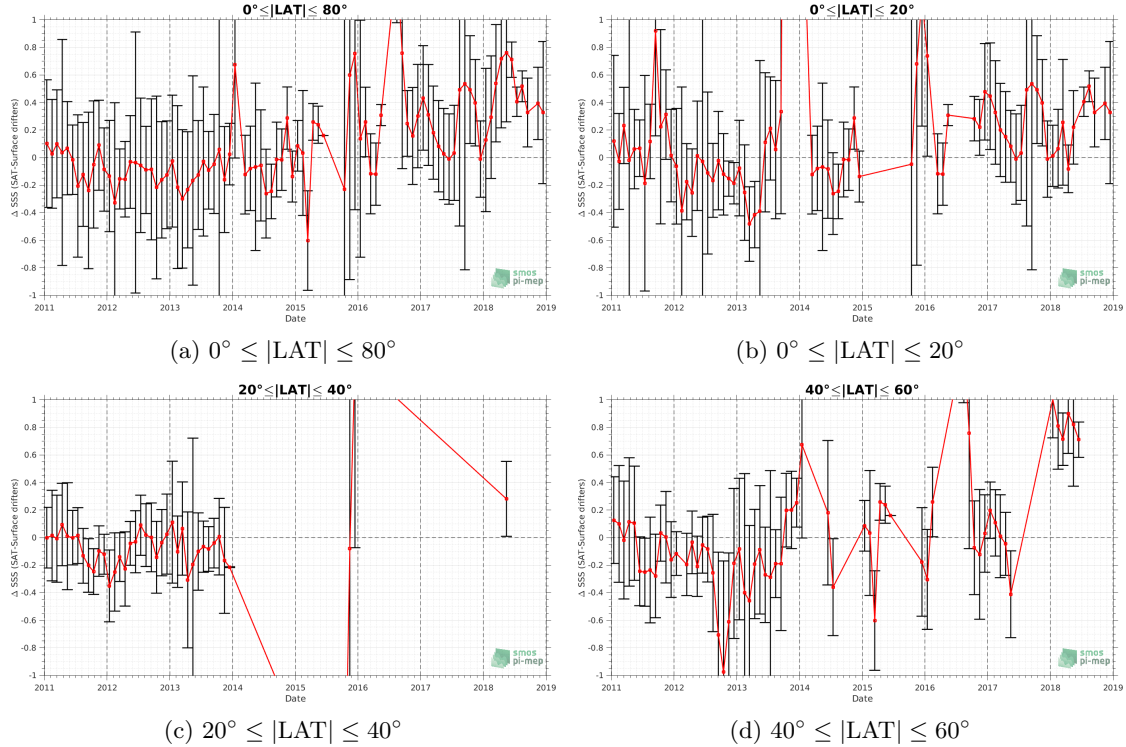 0°≤|LAT|≤ 80°
Δ SSS (SAT-Surface drifters)
1
0.8
0.6
0.4
0.2
0
-0.2
-0.4
-0.6
-0.8
-1
2011 2012 2013 2014 2015 2016 2017 2018 2019
Date
smos
pi-mep
(a) 0° ≤ |LAT| ≤ 80°
0°≤|LAT|≤ 20°
Δ SSS (SAT-Surface drifters)
1
0.8
0.6
0.4
0.2
0
-0.2
-0.4
-0.6
-0.8
-1
2011 2012 2013 2014 2015 2016 2017 2018 2019
Date
smos
pi-mep
(b) 0° ≤ |LAT| ≤ 20°
20°≤|LAT|≤ 40°
Δ SSS (SAT-Surface drifters)
1
0.8
0.6
0.4
0.2
0
-0.2
-0.4
-0.6
-0.8
-1
2011 2012 2013 2014 2015 2016 2017 2018 2019
Date
smos
pi-mep
(c) 20° ≤ |LAT| ≤ 40°
40°≤|LAT|≤ 60°
Δ SSS (SAT-Surface drifters)
1
0.8
0.6
0.4
0.2
0
-0.2
-0.4
-0.6
-0.8
-1
2011 2012 2013 2014 2015 2016 2017 2018 2019
Date
smos
pi-mep
(d) 40° ≤ |LAT| ≤ 60°